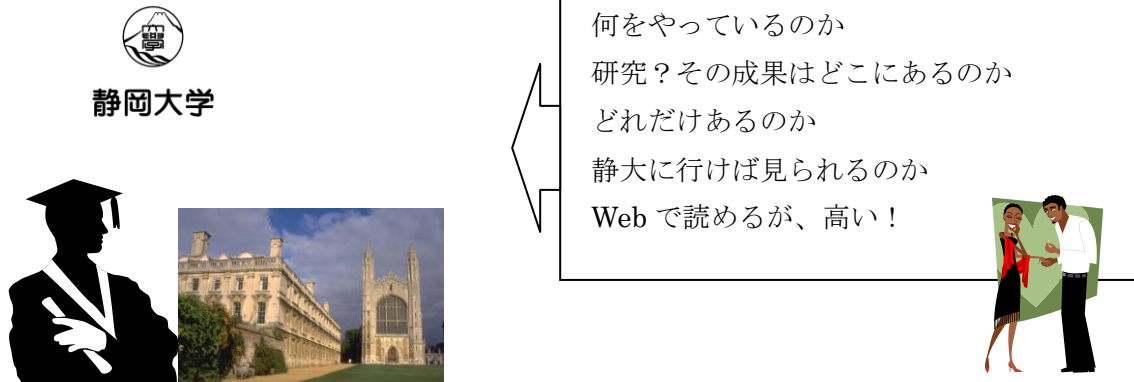 大學
静岡大学
何をやっているのか
研究？その成果はどこにあるのか
どれだけあるのか
静大に行けば見られるのか
Web で読めるが、高い！